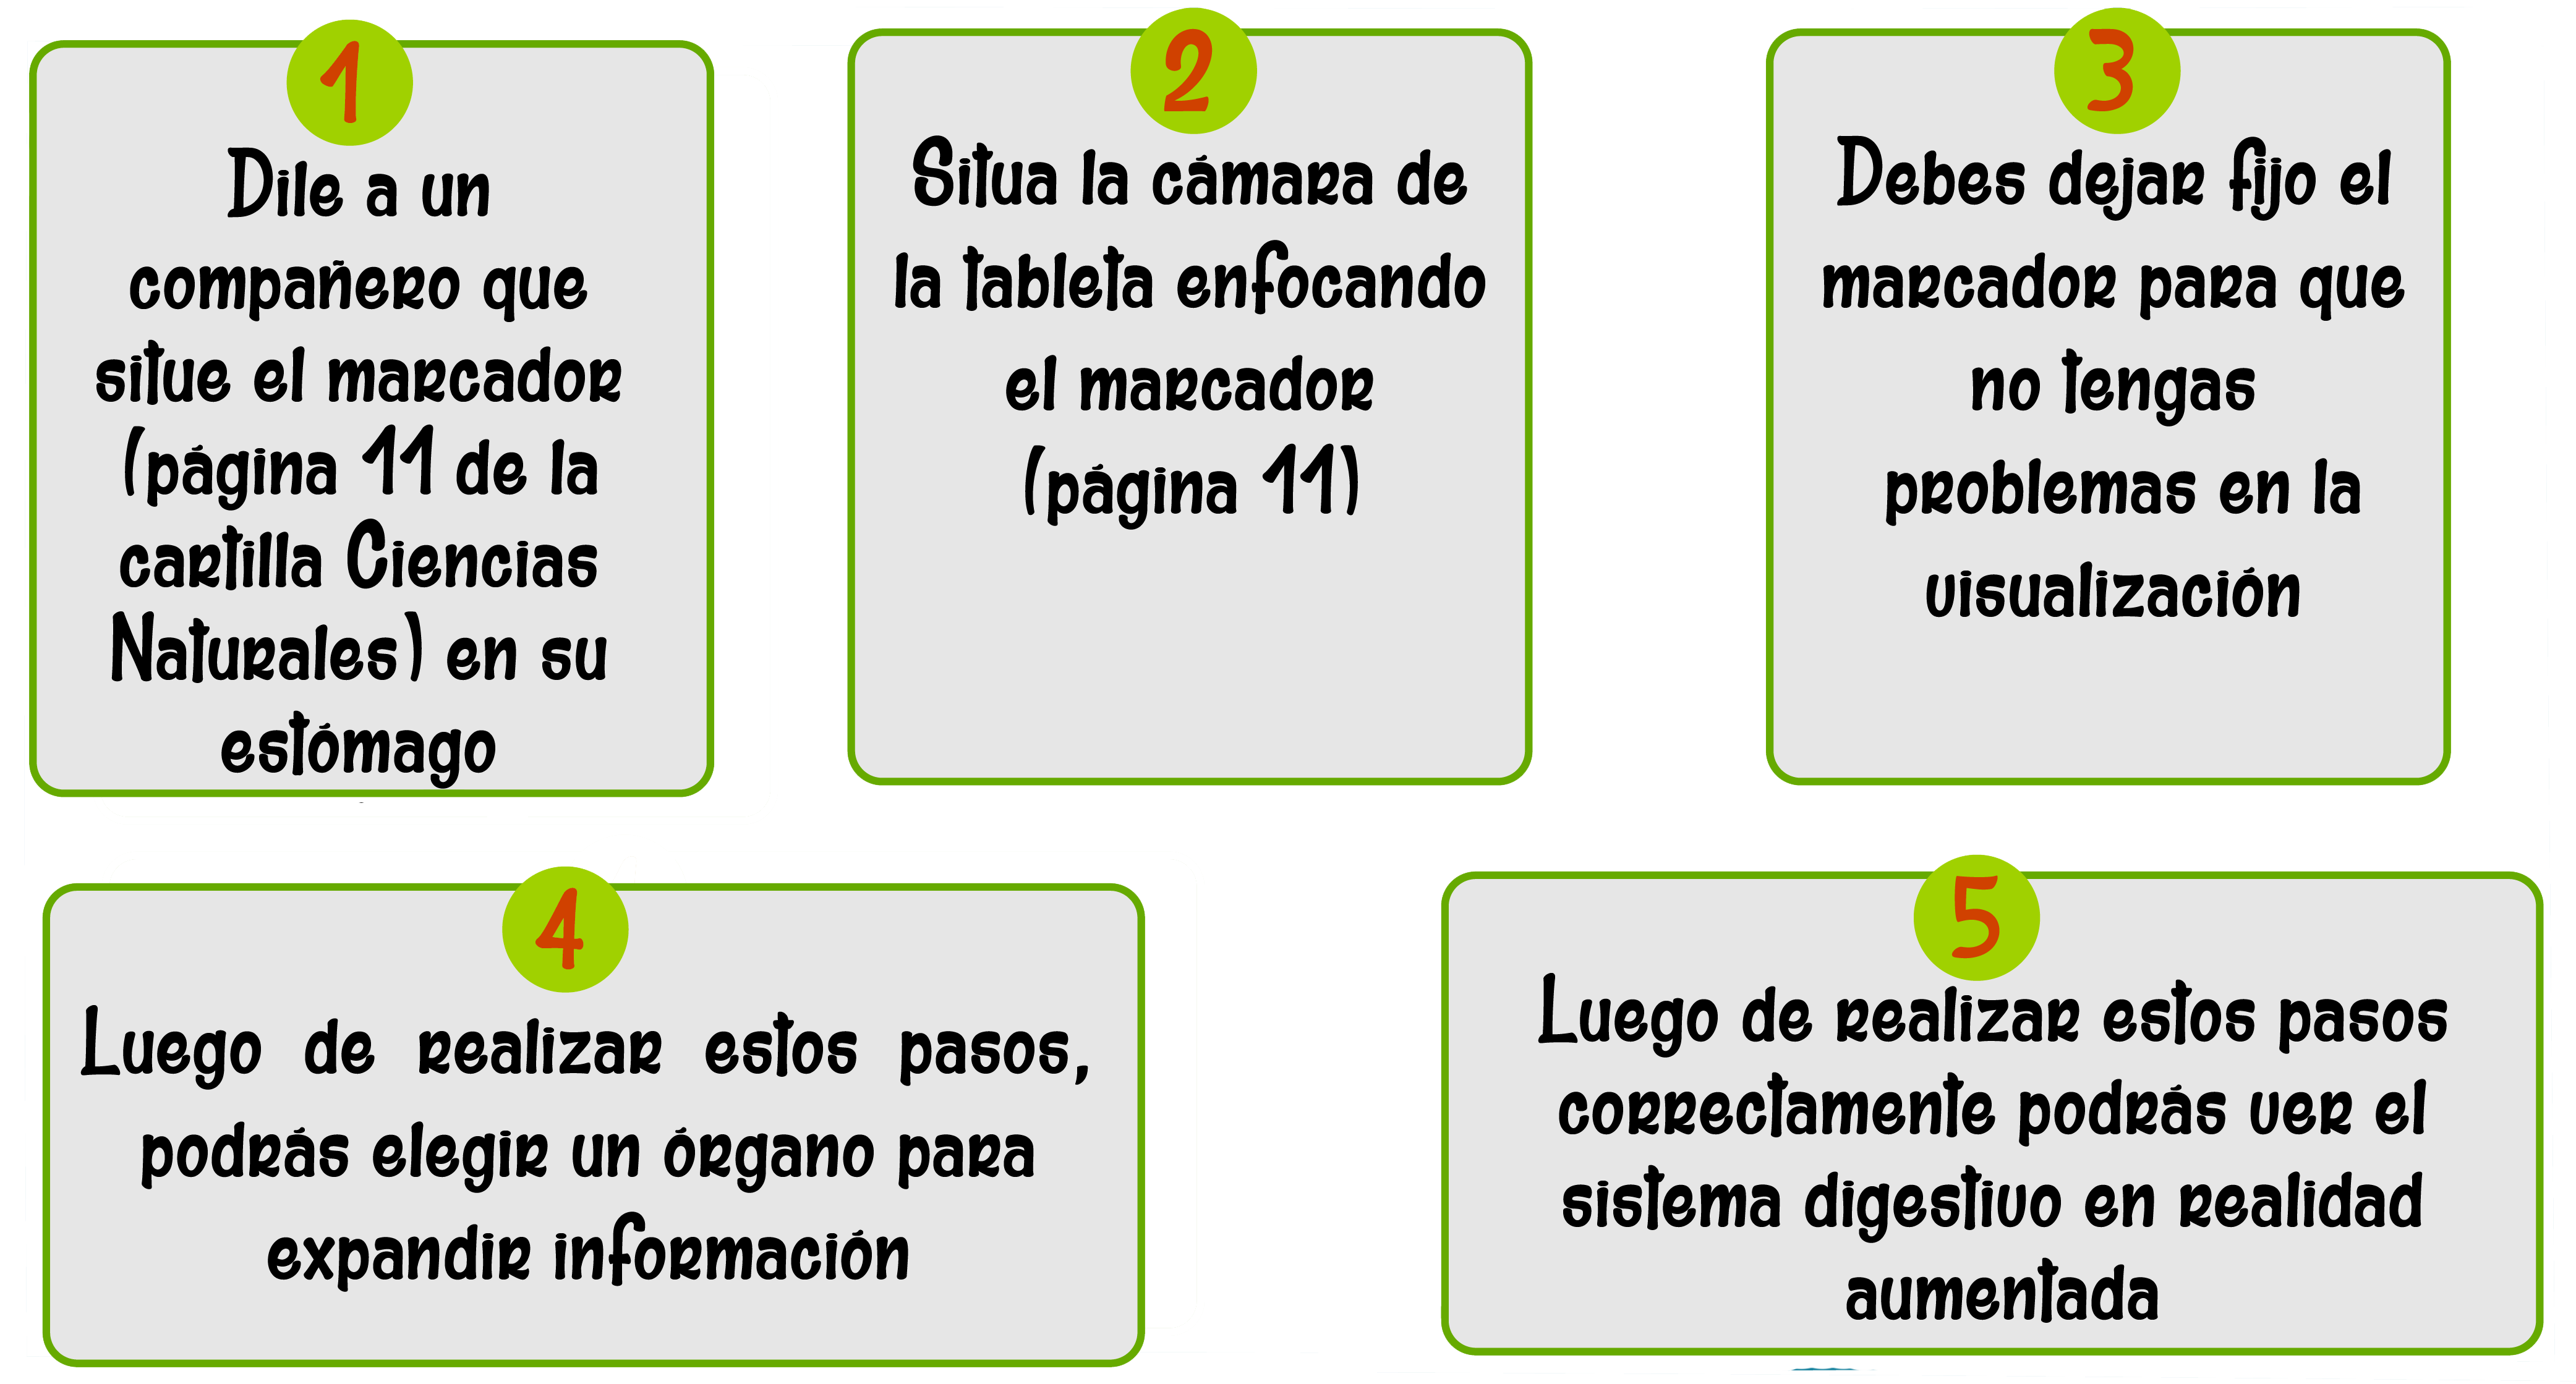 1
Dile a un
compañero que
situe el marcador
(página 11 de la
cartilla Ciencias
Naturales) en su
estómago
2
Situa la cámara de
la tableta enfocando
el marcador
(página 11)
3
Debes dejar fijo el
marcador para que
no tengas
problemas en la
visualización
4
Luego de realizar estos pasos,
podrás elegir un órgano para
expandir información
5
Luego de realizar estos pasos
correctamente podrás ver el
sistema digestivo en realidad
aumentada